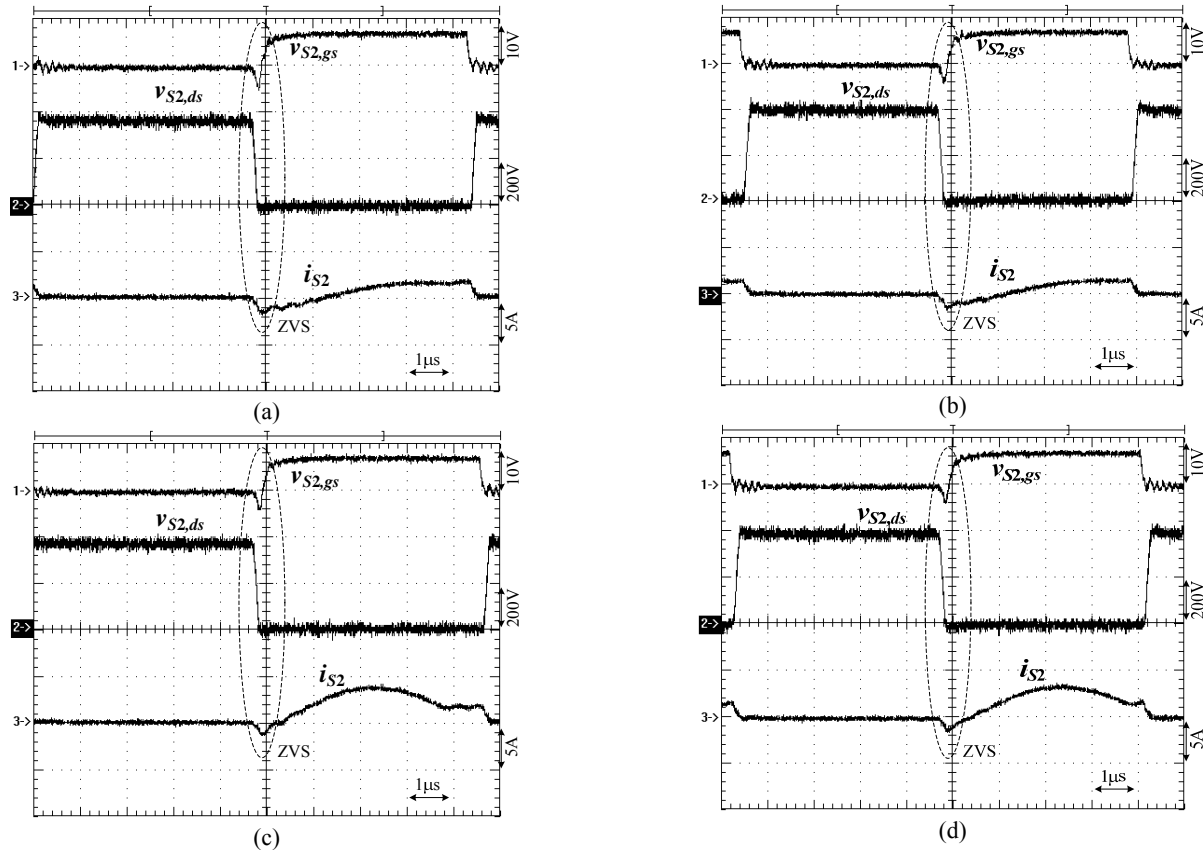 1->
v_{S2,gs}
10V
v_{S2,ds}
200V
2->
i_{S2}
3->
ZVS
5A
1μs
(a)
1->
v_{S2,gs}
10V
v_{S2,ds}
200V
2->
i_{S2}
3->
ZVS
5A
1μs
(b)
1->
v_{S2,gs}
10V
v_{S2,ds}
200V
2->
i_{S2}
3->
ZVS
5A
1μs
(c)
1->
v_{S2,gs}
10V
v_{S2,ds}
200V
2->
i_{S2}
3->
ZVS
5A
1μs
(d)